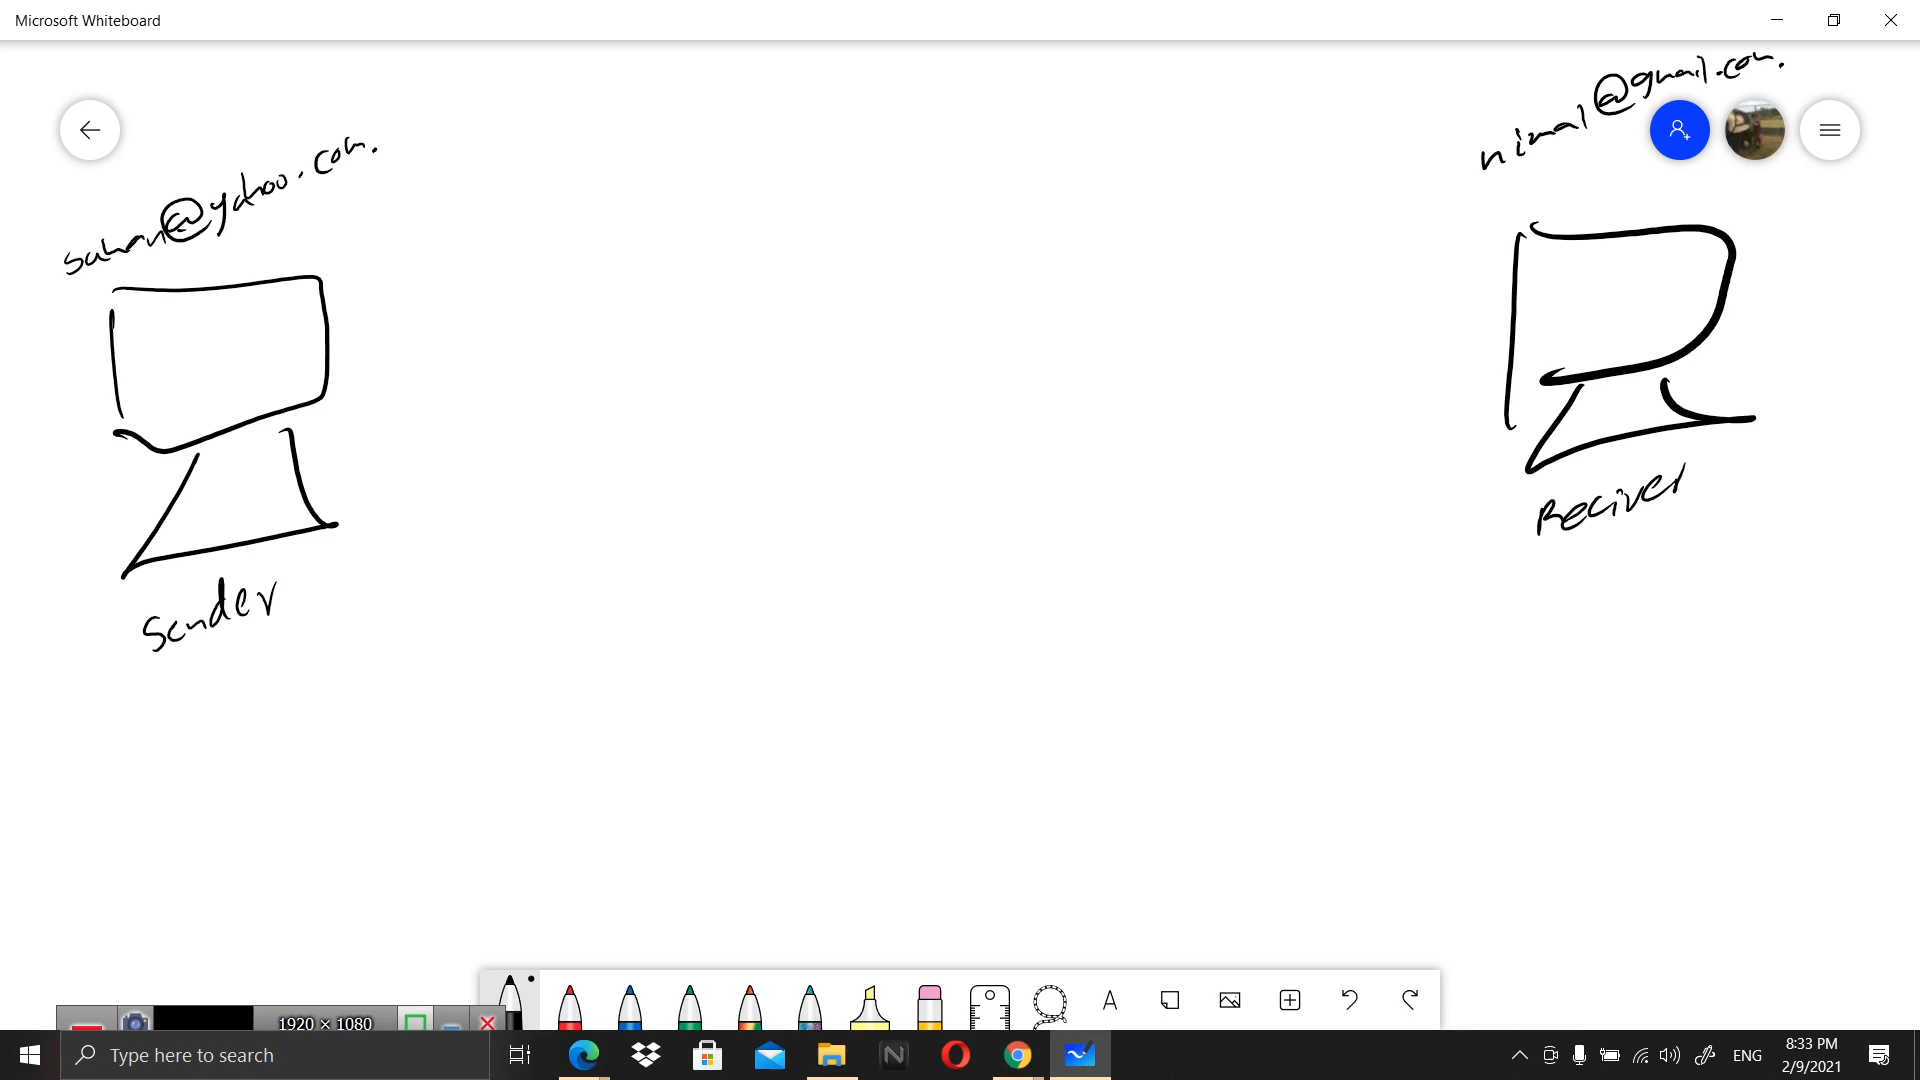 Microsoft Whiteboard
nimal@gmail.com.
sahan@yahoo.com.
Reciver
Sender
1920 × 1080
Type here to search
ENG
8:33 PM
2/9/2021